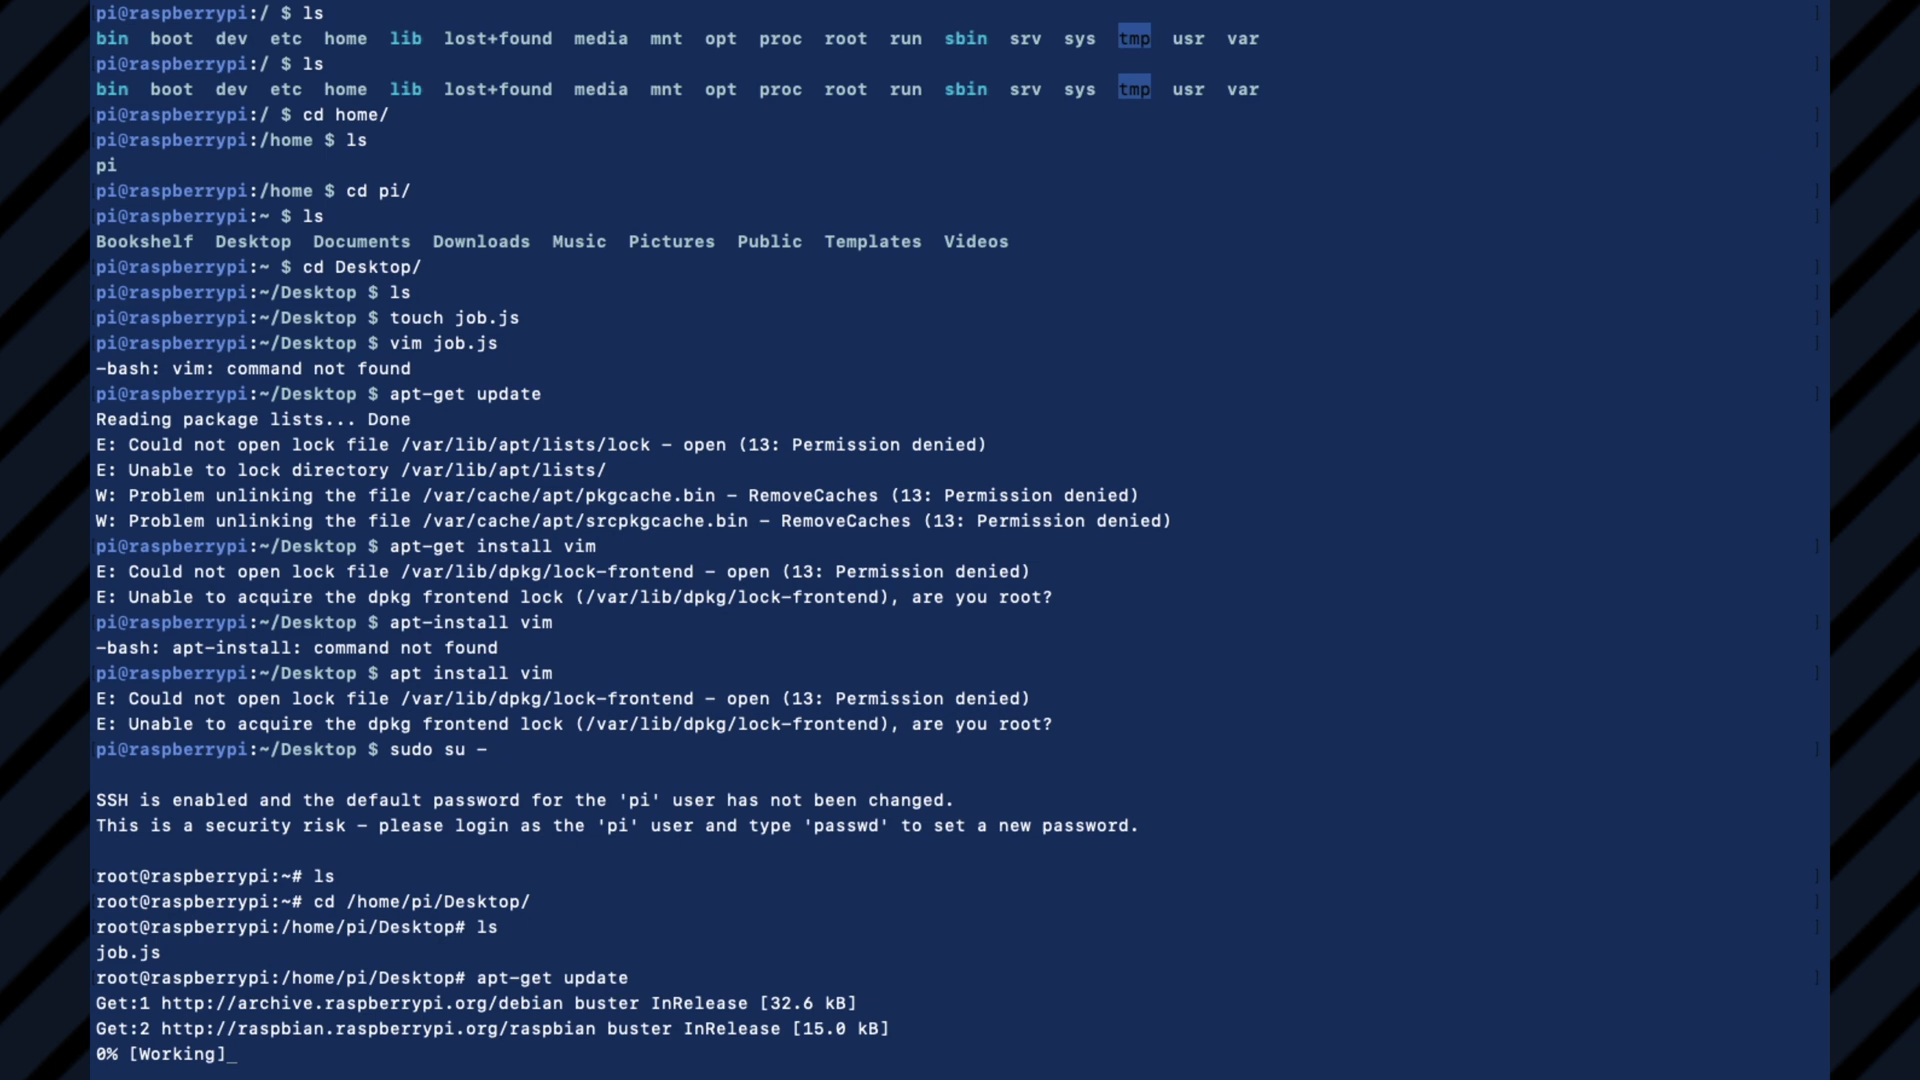 pi@raspberrypi:/ $ ls
bin boot dev etc home lib lost+found media mnt opt proc root run sbin srv sys tmp usr var
pi@raspberrypi:/ $ ls
bin boot dev etc home lib lost+found media mnt opt proc root run sbin srv sys tmp usr var
pi@raspberrypi:/ $ cd home/
pi@raspberrypi:/home $ ls
pi
pi@raspberrypi:/home $ cd pi/
pi@raspberrypi:~ $ ls
Bookshelf Desktop Documents Downloads Music Pictures Public Templates Videos
pi@raspberrypi:~ $ cd Desktop/
pi@raspberrypi:~/Desktop $ ls
pi@raspberrypi:~/Desktop $ touch job.js
pi@raspberrypi:~/Desktop $ vim job.js
-bash: vim: command not found
pi@raspberrypi:~/Desktop $ apt-get update
Reading package lists... Done
E: Could not open lock file /var/lib/apt/lists/lock - open (13: Permission denied)
E: Unable to lock directory /var/lib/apt/lists/
W: Problem unlinking the file /var/cache/apt/pkgcache.bin - RemoveCaches (13: Permission denied)
W: Problem unlinking the file /var/cache/apt/srcpkgcache.bin - RemoveCaches (13: Permission denied)
pi@raspberrypi:~/Desktop $ apt-get install vim
E: Could not open lock file /var/lib/dpkg/lock-frontend - open (13: Permission denied)
E: Unable to acquire the dpkg frontend lock (/var/lib/dpkg/lock-frontend), are you root?
pi@raspberrypi:~/Desktop $ apt-install vim
-bash: apt-install: command not found
pi@raspberrypi:~/Desktop $ apt install vim
E: Could not open lock file /var/lib/dpkg/lock-frontend - open (13: Permission denied)
E: Unable to acquire the dpkg frontend lock (/var/lib/dpkg/lock-frontend), are you root?
pi@raspberrypi:~/Desktop $ sudo su -
SSH is enabled and the default password for the 'pi' user has not been changed.
This is a security risk - please login as the 'pi' user and type 'passwd' to set a new password.
root@raspberrypi:~# ls
root@raspberrypi:~# cd /home/pi/Desktop/
root@raspberrypi:/home/pi/Desktop# ls
job.js
root@raspberrypi:/home/pi/Desktop# apt-get update
Get:1 http://archive.raspberrypi.org/debian buster InRelease [32.6 kB]
Get:2 http://raspbian.raspberrypi.org/raspbian buster InRelease [15.0 kB]
0% [Working]_